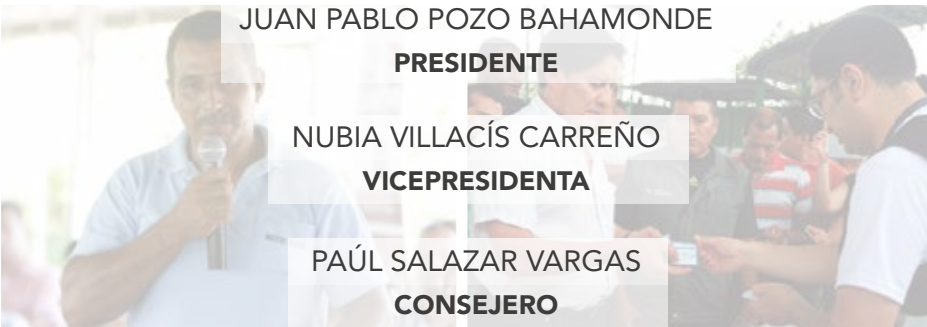 JUAN PABLO POZO BAHAMONDE
PRESIDENTE
NUBIA VILLACÍS CARREÑO
VICEPRESIDENTA
PAÚL SALAZAR VARGAS
CONSEJERO